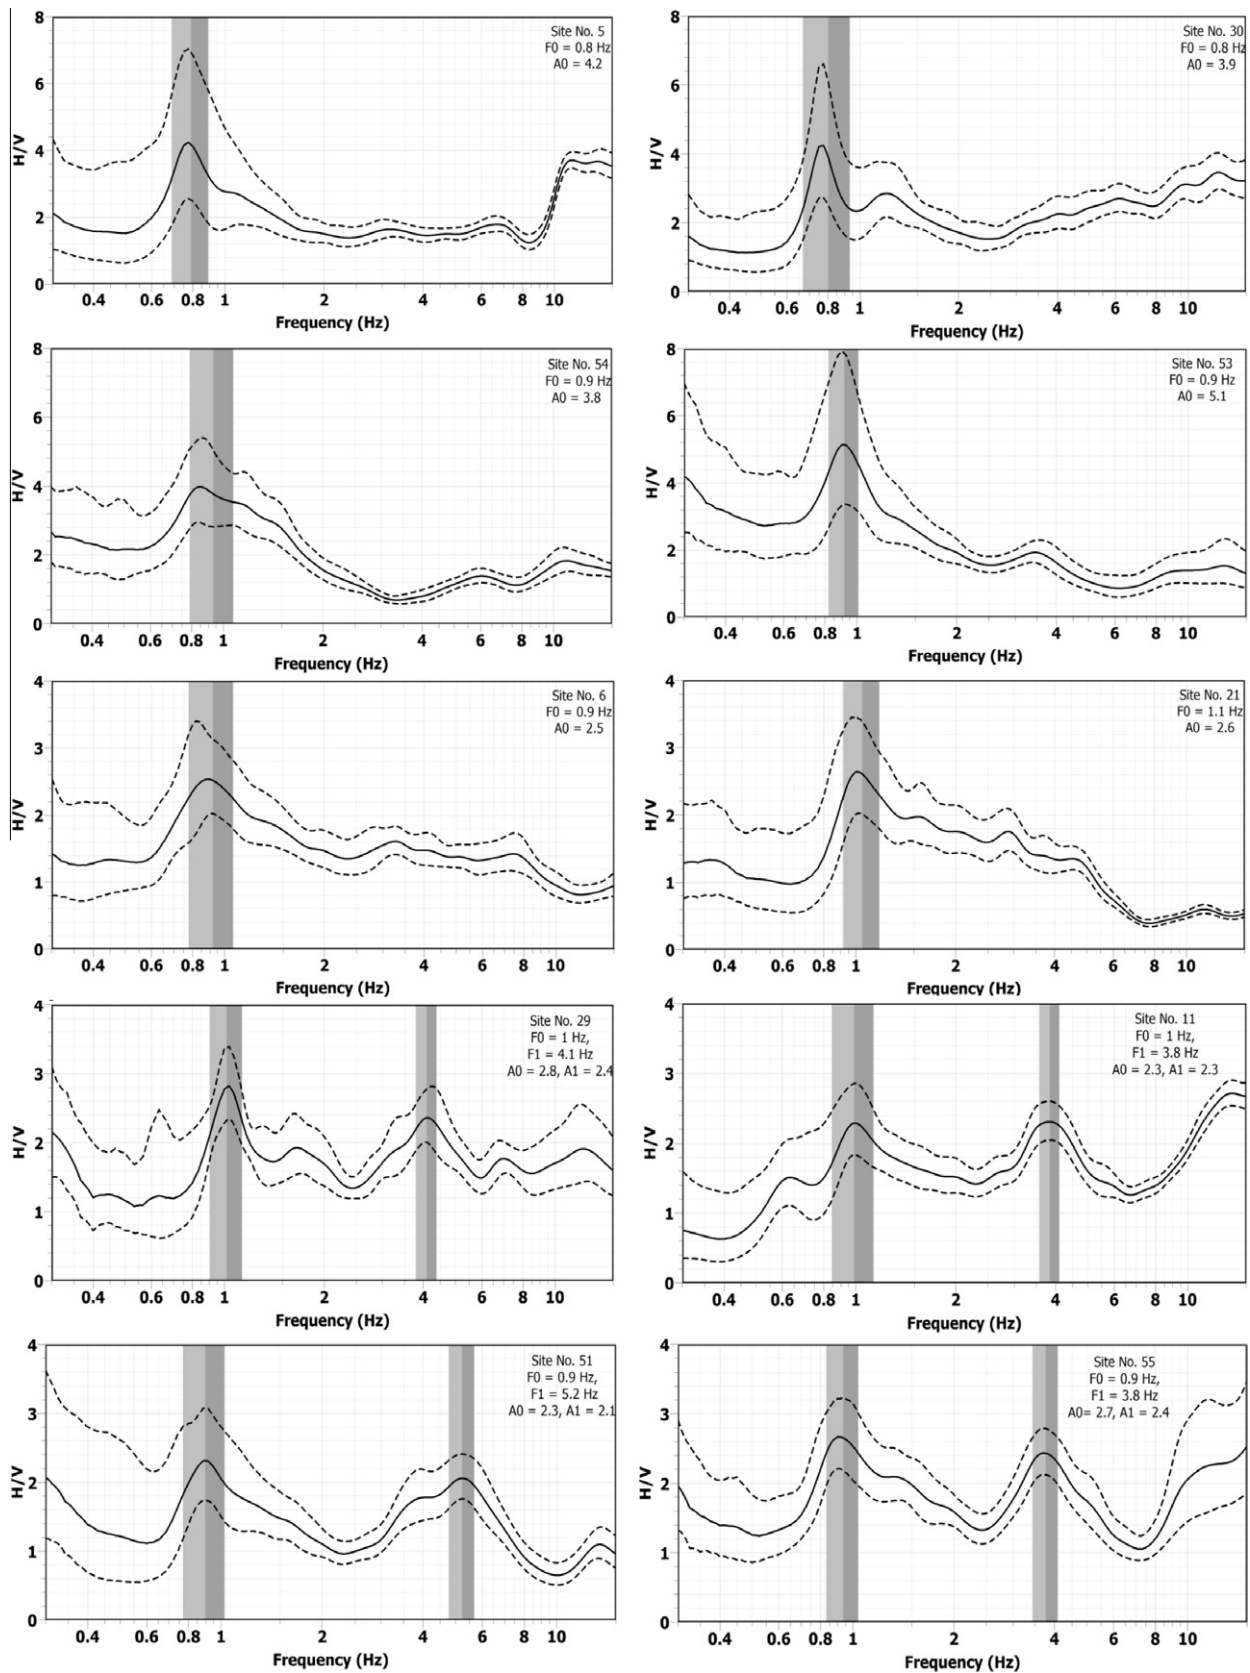 8
6
4
2
0
H/V
Site No. 5
F0 = 0.8 Hz
A0 = 4.2
0.4 0.6 0.8 1 2 4 6 8 10
Frequency (Hz)
8
6
4
2
0
H/V
Site No. 30
F0 = 0.8 Hz
A0 = 3.9
0.4 0.6 0.8 1 2 4 6 8 10
Frequency (Hz)
8
6
4
2
0
H/V
Site No. 54
F0 = 0.9 Hz
A0 = 3.8
0.4 0.6 0.8 1 2 4 6 8 10
Frequency (Hz)
8
6
4
2
0
H/V
Site No. 53
F0 = 0.9 Hz
A0 = 5.1
0.4 0.6 0.8 1 2 4 6 8 10
Frequency (Hz)
4
3
2
1
0
H/V
Site No. 6
F0 = 0.9 Hz
A0 = 2.5
0.4 0.6 0.8 1 2 4 6 8 10
Frequency (Hz)
4
3
2
1
0
H/V
Site No. 21
F0 = 1.1 Hz
A0 = 2.6
0.4 0.6 0.8 1 2 4 6 8 10
Frequency (Hz)
4
3
2
1
0
H/V
Site No. 29
F0 = 1 Hz,
F1 = 4.1 Hz
A0 = 2.8, A1 = 2.4
0.4 0.6 0.8 1 2 4 6 8 10
Frequency (Hz)
4
3
2
1
0
H/V
Site No. 11
F0 = 1 Hz,
F1 = 3.8 Hz
A0 = 2.3, A1 = 2.3
0.4 0.6 0.8 1 2 4 6 8 10
Frequency (Hz)
4
3
2
1
0
H/V
Site No. 51
F0 = 0.9 Hz,
F1 = 5.2 Hz
A0 = 2.3, A1 = 2.1
0.4 0.6 0.8 1 2 4 6 8 10
Frequency (Hz)
4
3
2
1
0
H/V
Site No. 55
F0 = 0.9 Hz,
F1 = 3.8 Hz
A0= 2.7, A1 = 2.4
0.4 0.6 0.8 1 2 4 6 8 10
Frequency (Hz)